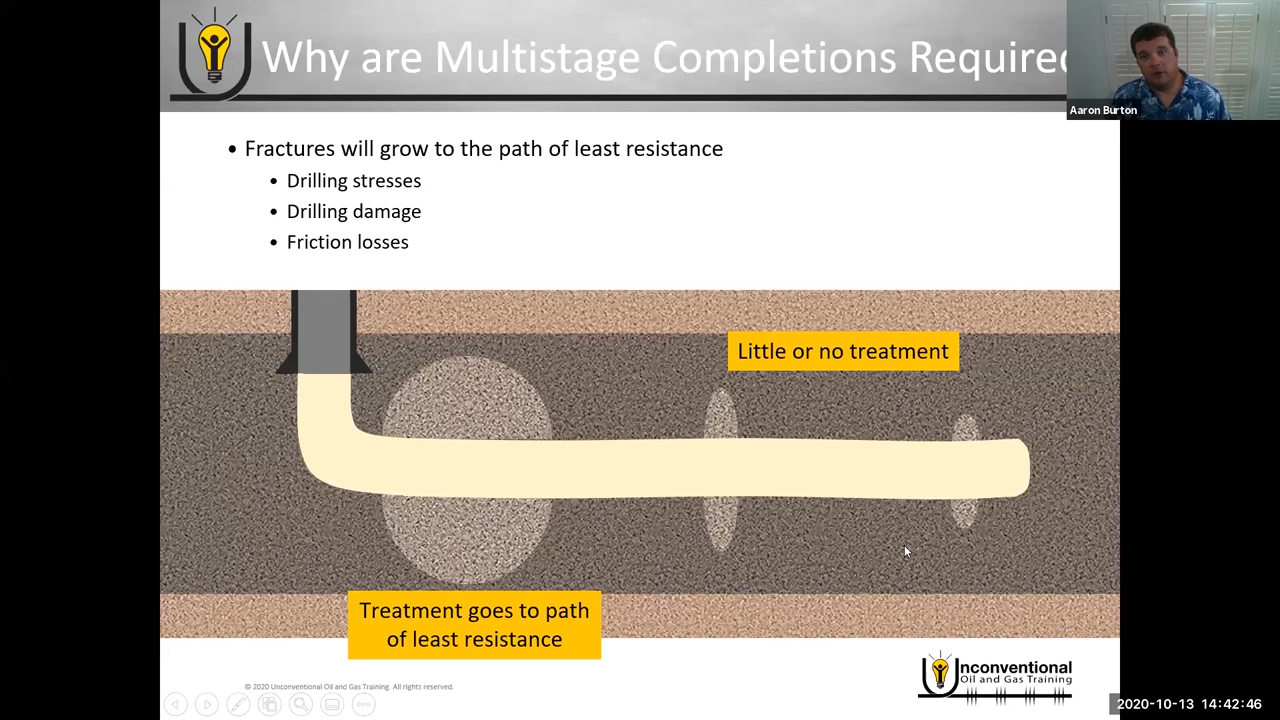 Why are Multistage Completions Required
Aaron Burton
• Fractures will grow to the path of least resistance
• Drilling stresses
• Drilling damage
• Friction losses
Little or no treatment
Treatment goes to path
of least resistance
© 2020 Unconventional Oil and Gas Training. All rights reserved.
Unconventional
Oil and Gas Training
2020-10-13 14:42:46